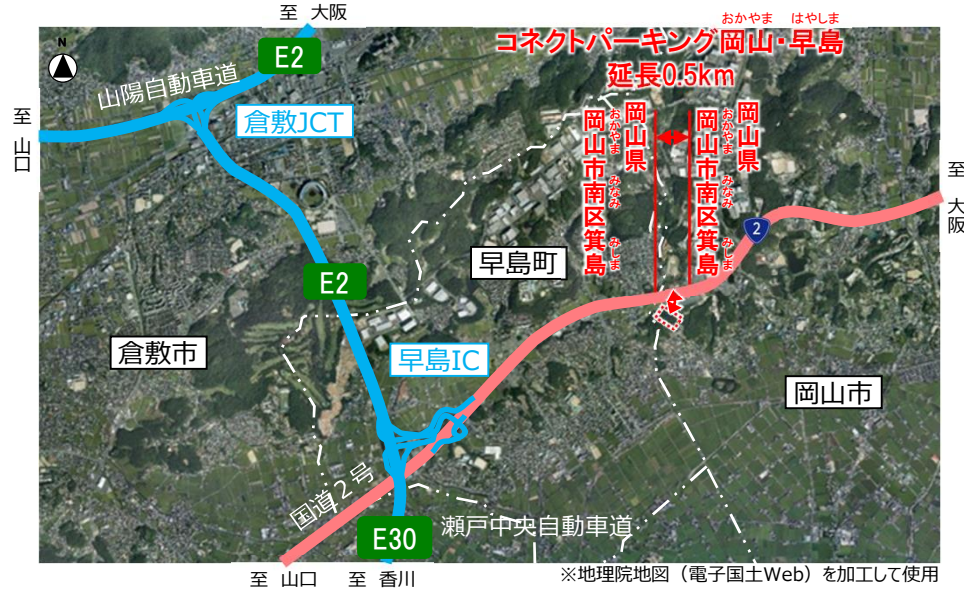 至 大阪
おかやま はやしま
コネクトパーキング岡山・早島
延長0.5km
N
E2
山陽自動車道
至 山口
倉敷JCT
岡山県
おかやま みなみ みしま
岡山市南区箕島
岡山県
おかやま みなみ みしま
岡山市南区箕島
至 大阪
2
早島町
E2
倉敷市
早島IC
岡山市
国道2号
E30
瀬戸中央自動車道
至 山口
至 香川
※地理院地図（電子国土Web）を加工して使用